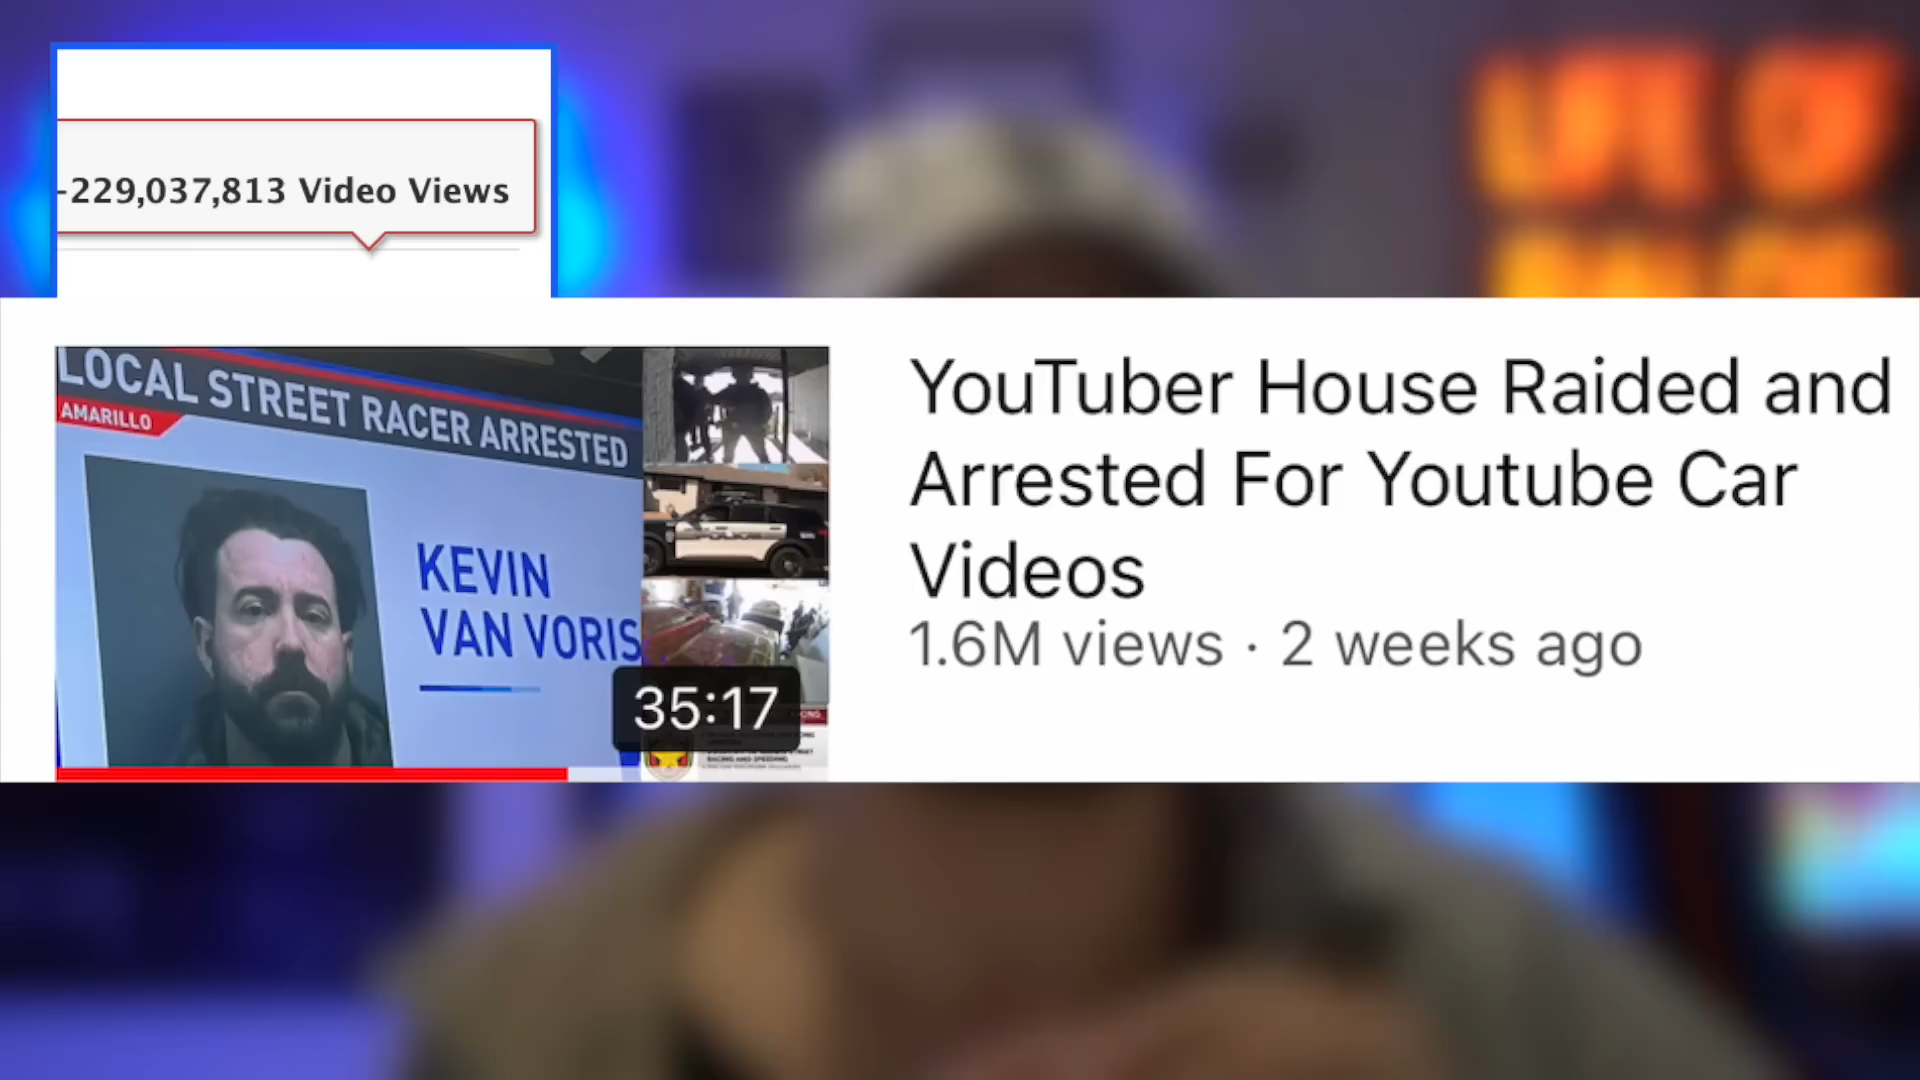 -229,037,813 Video Views
LOCAL STREET RACER ARRESTED
AMARILLO
KEVIN
VAN VORIS
35:17
YouTuber House Raided and
Arrested For Youtube Car
Videos
1.6M views · 2 weeks ago